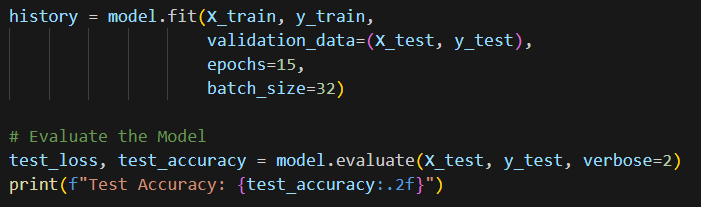 history = model.fit(X_train, y_train,
                    validation_data=(X_test, y_test),
                    epochs=15,
                    batch_size=32)
# Evaluate the Model
test_loss, test_accuracy = model.evaluate(X_test, y_test, verbose=2)
print(f"Test Accuracy: {test_accuracy:.2f}")